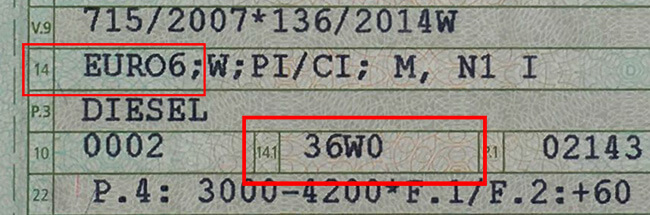 V.9 715/2007*136/2014W
14 EURO6;W;PI/CI; M, N1 I
P.3 DIESEL
10 0002 14.1 36W0 P.1 02143
22 P.4: 3000-4200*F.1/F.2:+60